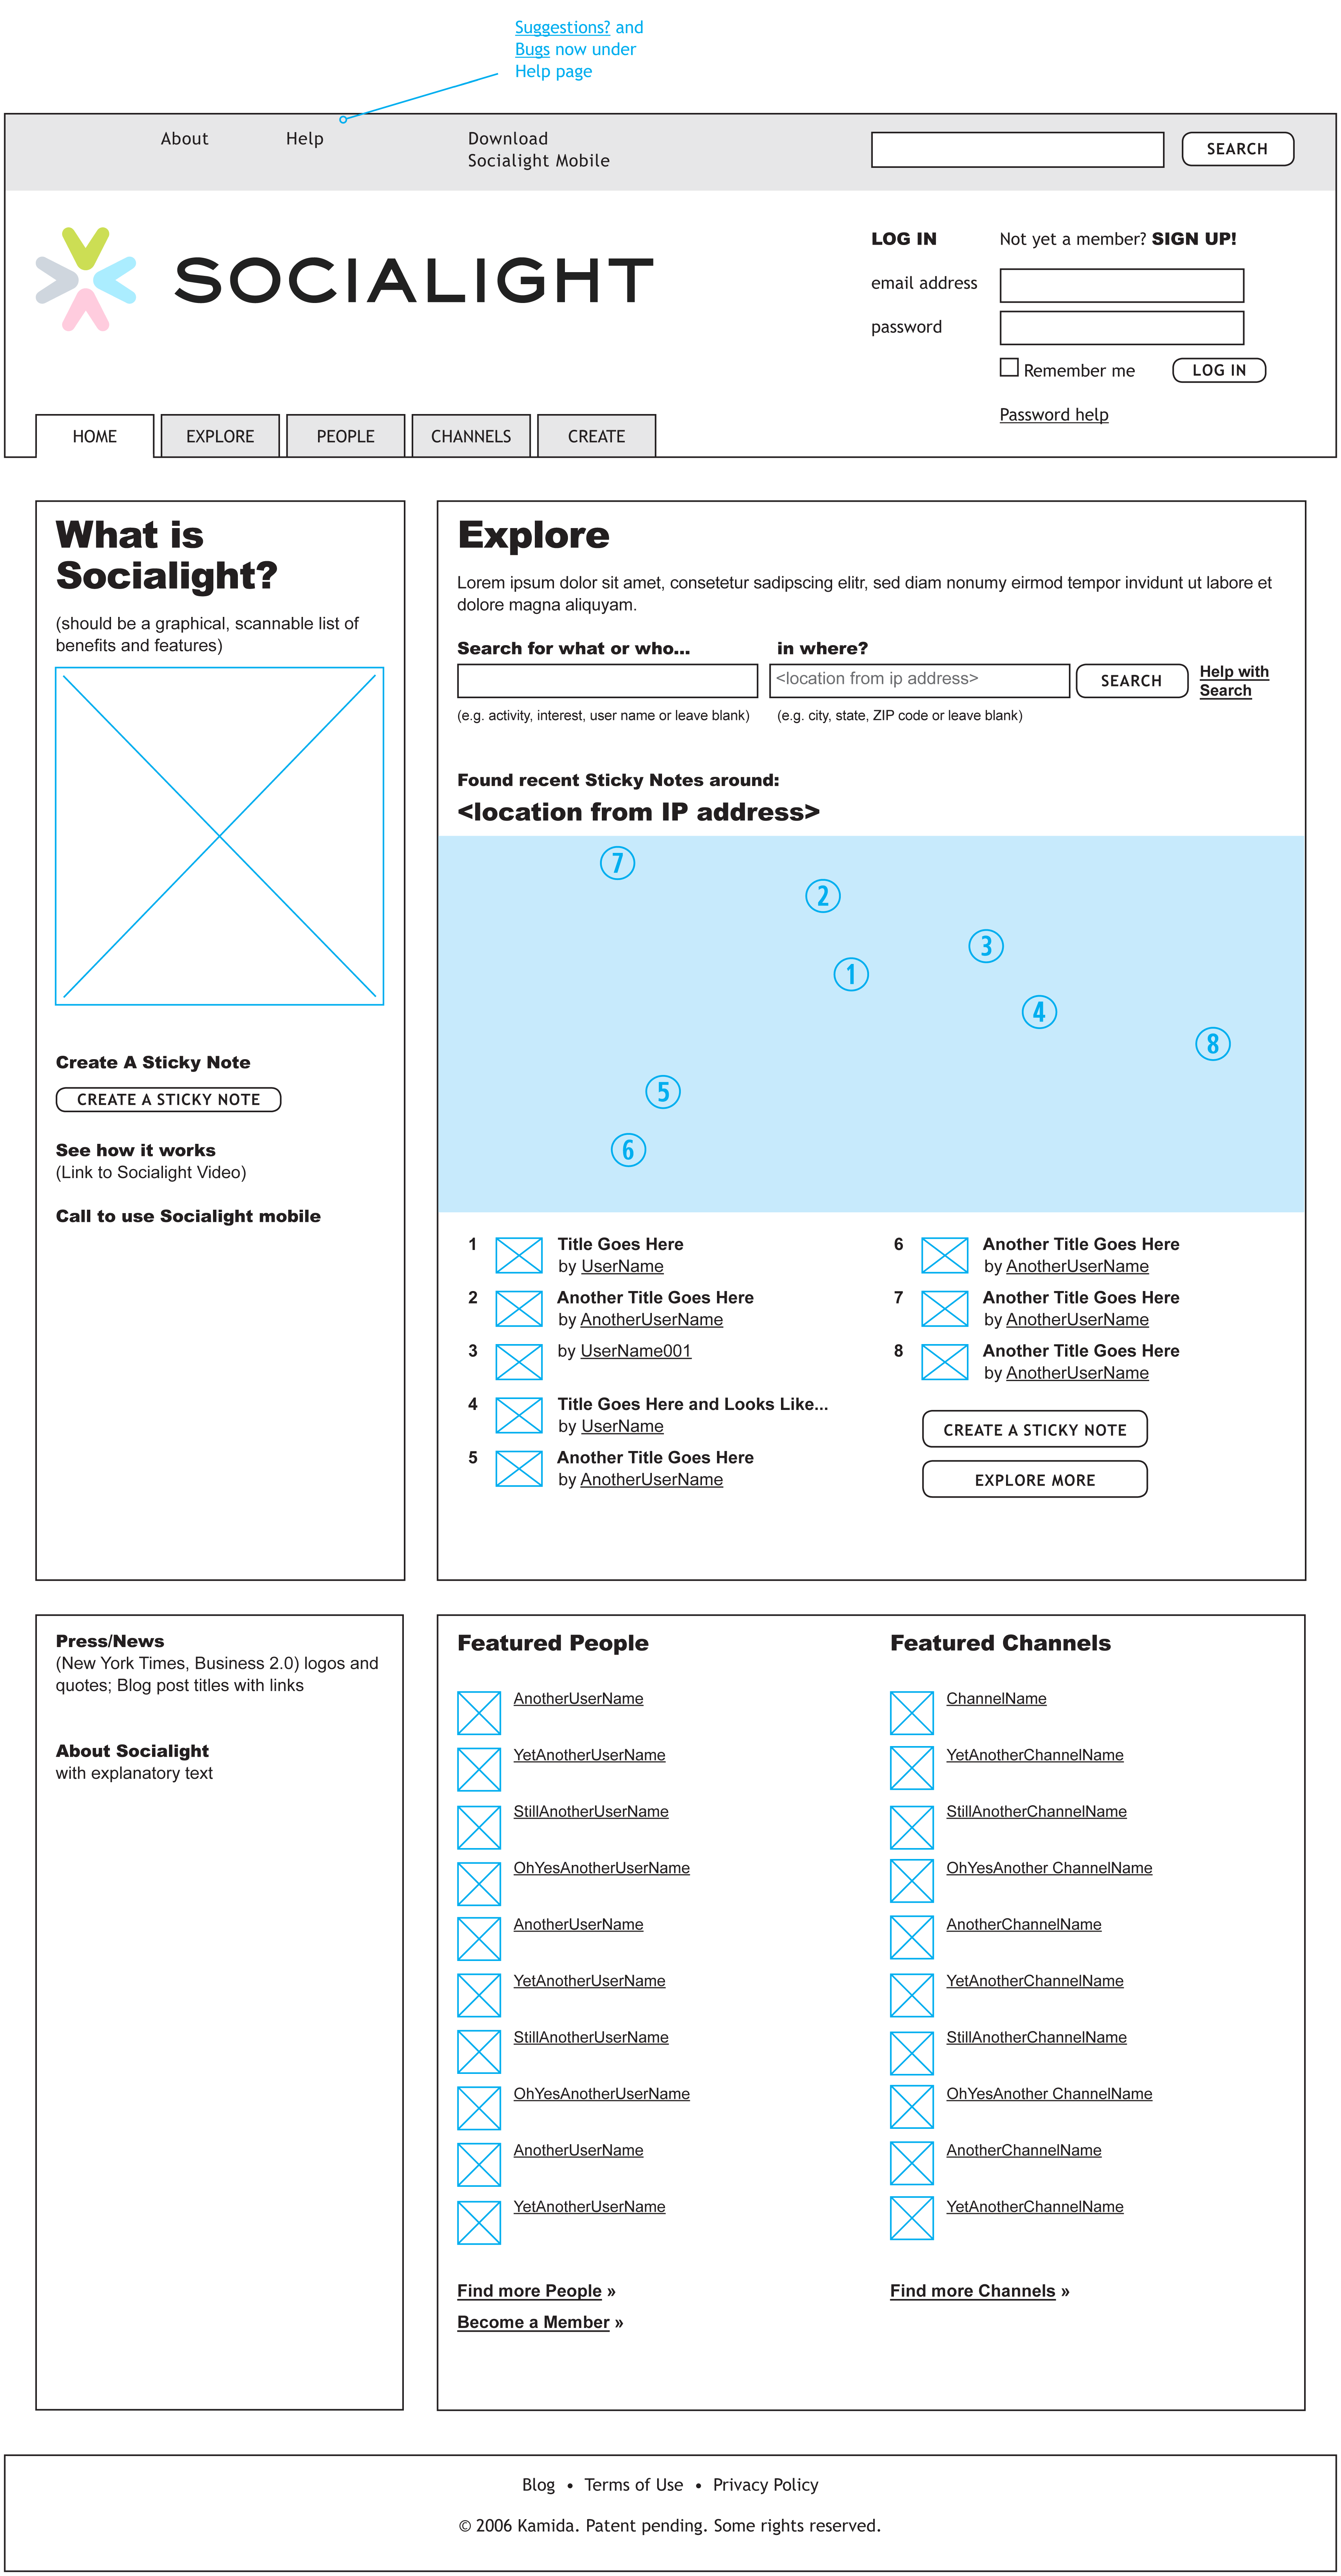 Suggestions? and
Bugs now under
Help page
About
Help
Download
Socialight Mobile
SEARCH
SOCIALIGHT
LOG IN
Not yet a member? SIGN UP!
email address
password
Remember me
LOG IN
Password help
HOME
EXPLORE
PEOPLE
CHANNELS
CREATE
What is
Socialight?
(should be a graphical, scannable list of
benefits and features)
Create A Sticky Note
CREATE A STICKY NOTE
See how it works
(Link to Socialight Video)
Call to use Socialight mobile
Explore
Lorem ipsum dolor sit amet, consetetur sadipscing elitr, sed diam nonumy eirmod tempor invidunt ut labore et
dolore magna aliquyam.
Search for what or who...
in where?
<location from ip address>
SEARCH
Help with
Search
(e.g. activity, interest, user name or leave blank)
(e.g. city, state, ZIP code or leave blank)
Found recent Sticky Notes around:
<location from IP address>
7
2
3
1
4
8
5
6
1 Title Goes Here
by UserName
2 Another Title Goes Here
by AnotherUserName
3 by UserName001
4 Title Goes Here and Looks Like...
by UserName
5 Another Title Goes Here
by AnotherUserName
6 Another Title Goes Here
by AnotherUserName
7 Another Title Goes Here
by AnotherUserName
8 Another Title Goes Here
by AnotherUserName
CREATE A STICKY NOTE
EXPLORE MORE
Press/News
(New York Times, Business 2.0) logos and
quotes; Blog post titles with links
About Socialight
with explanatory text
Featured People
AnotherUserName
YetAnotherUserName
StillAnotherUserName
OhYesAnotherUserName
AnotherUserName
YetAnotherUserName
StillAnotherUserName
OhYesAnotherUserName
AnotherUserName
YetAnotherUserName
Find more People »
Become a Member »
Featured Channels
ChannelName
YetAnotherChannelName
StillAnotherChannelName
OhYesAnother ChannelName
AnotherChannelName
YetAnotherChannelName
StillAnotherChannelName
OhYesAnother ChannelName
AnotherChannelName
YetAnotherChannelName
Find more Channels »
Blog • Terms of Use • Privacy Policy
© 2006 Kamida. Patent pending. Some rights reserved.